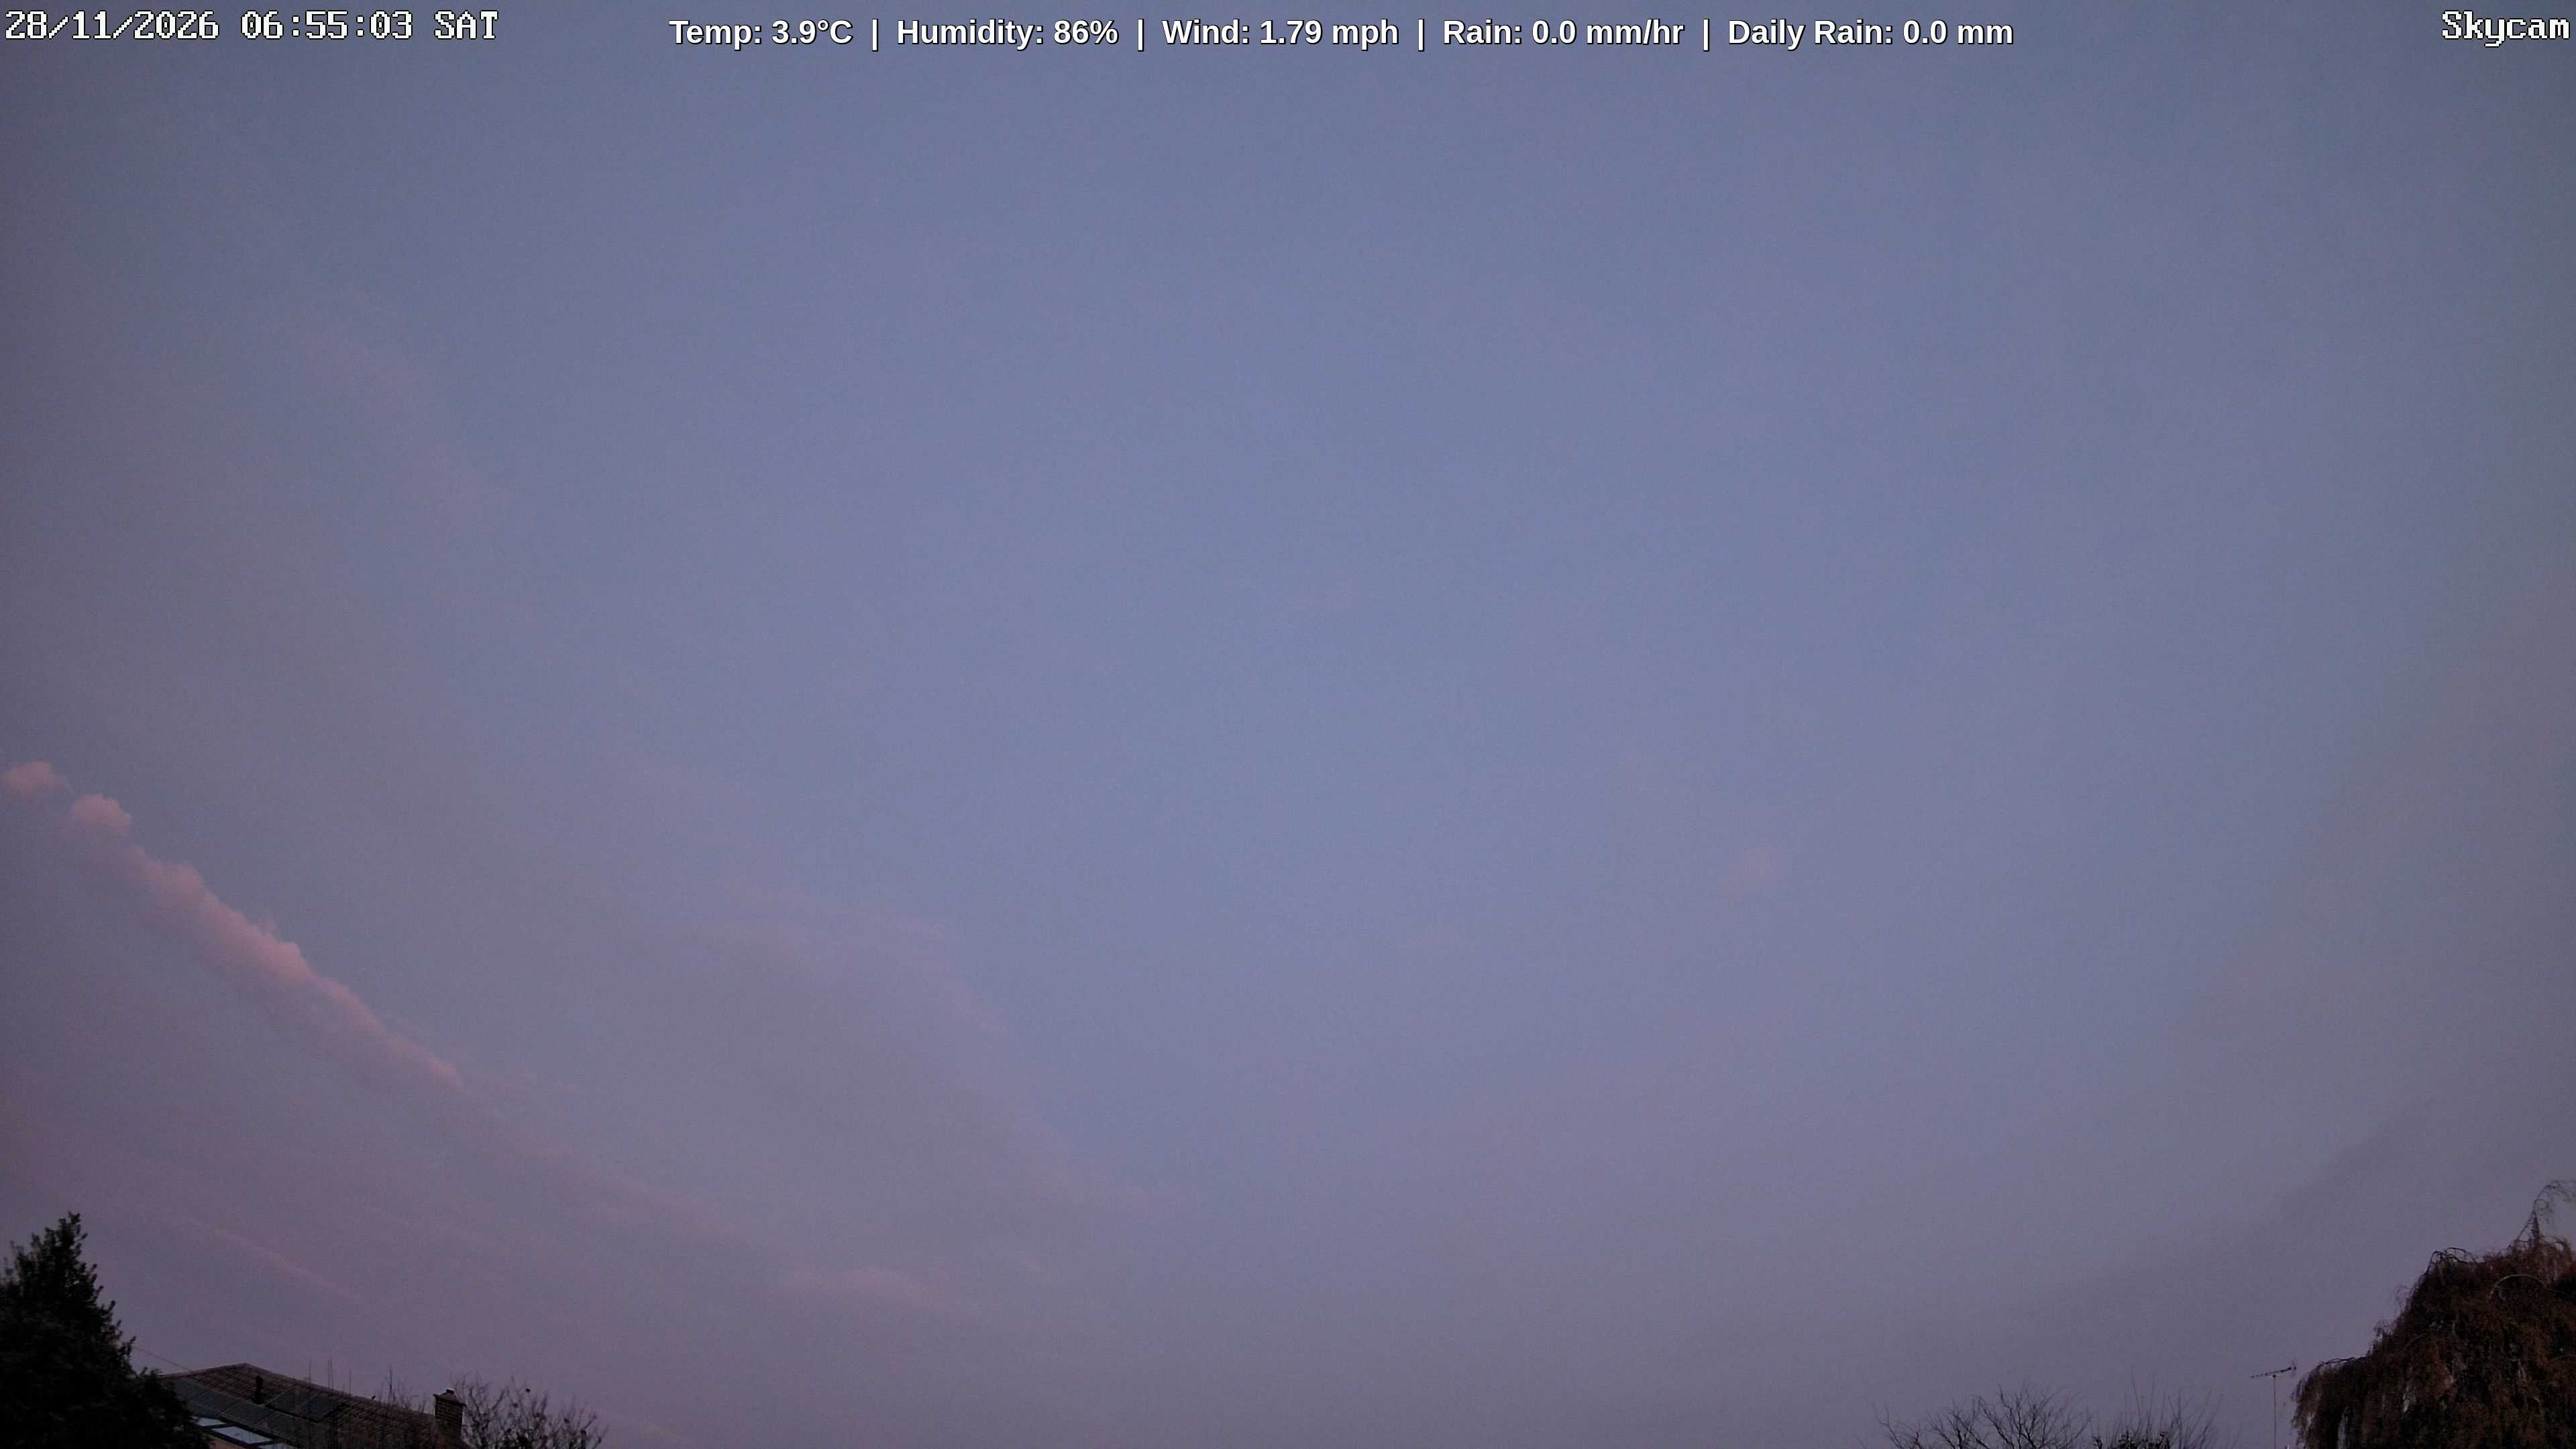 28/11/2026 06:55:03 SAT
Temp: 3.9°C | Humidity: 86% | Wind: 1.79 mph | Rain: 0.0 mm/hr | Daily Rain: 0.0 mm
Skycam